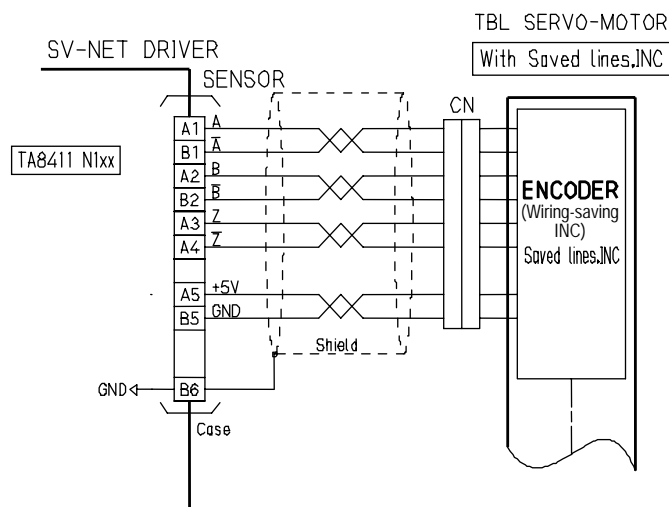 TBL SERVO-MOTOR
SV-NET DRIVER
With Saved lines,INC
SENSOR
CN
TA8411 N1xx
A1 A
B1 A̅
A2 B
B2 B̅
A3 Z
A4 Z̅
A5 +5V
B5 GND
ENCODER
(Wiring-saving
INC)
Saved lines,INC
Shield
GND B6
Case